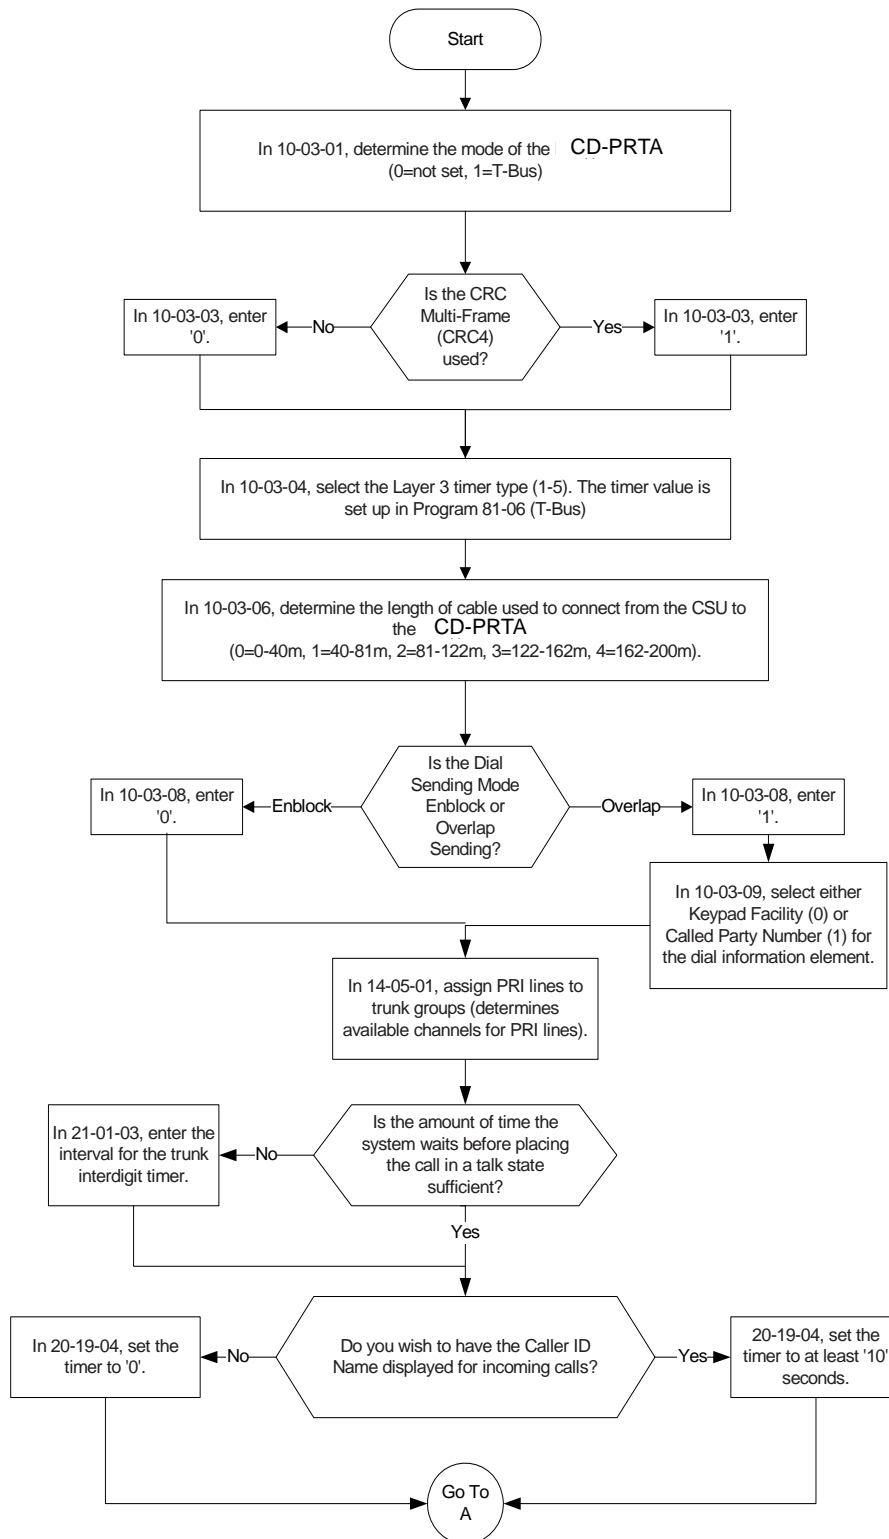 Start
In 10-03-01, determine the mode of the CD-PRTA
(0=not set, 1=T-Bus)
Is the CRC
Multi-Frame
(CRC4)
used?
No
Yes
In 10-03-03, enter
'0'.
In 10-03-03, enter
'1'.
In 10-03-04, select the Layer 3 timer type (1-5). The timer value is
set up in Program 81-06 (T-Bus)
In 10-03-06, determine the length of cable used to connect from the CSU to
the CD-PRTA
(0=0-40m, 1=40-81m, 2=81-122m, 3=122-162m, 4=162-200m).
Is the Dial
Sending Mode
Enblock or
Overlap
Sending?
Enblock
Overlap
In 10-03-08, enter
'0'.
In 10-03-08, enter
'1'.
In 10-03-09, select either
Keypad Facility (0) or
Called Party Number (1) for
the dial information element.
In 14-05-01, assign PRI lines to
trunk groups (determines
available channels for PRI lines).
Is the amount of time the
system waits before placing
the call in a talk state
sufficient?
No
In 21-01-03, enter the
interval for the trunk
interdigit timer.
Yes
Do you wish to have the Caller ID
Name displayed for incoming calls?
No
Yes
In 20-19-04, set the
timer to '0'.
20-19-04, set the
timer to at least '10'
seconds.
Go To
A